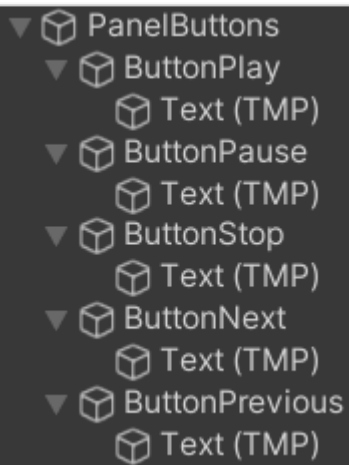 PanelButtons
ButtonPlay
Text (TMP)
ButtonPause
Text (TMP)
ButtonStop
Text (TMP)
ButtonNext
Text (TMP)
ButtonPrevious
Text (TMP)